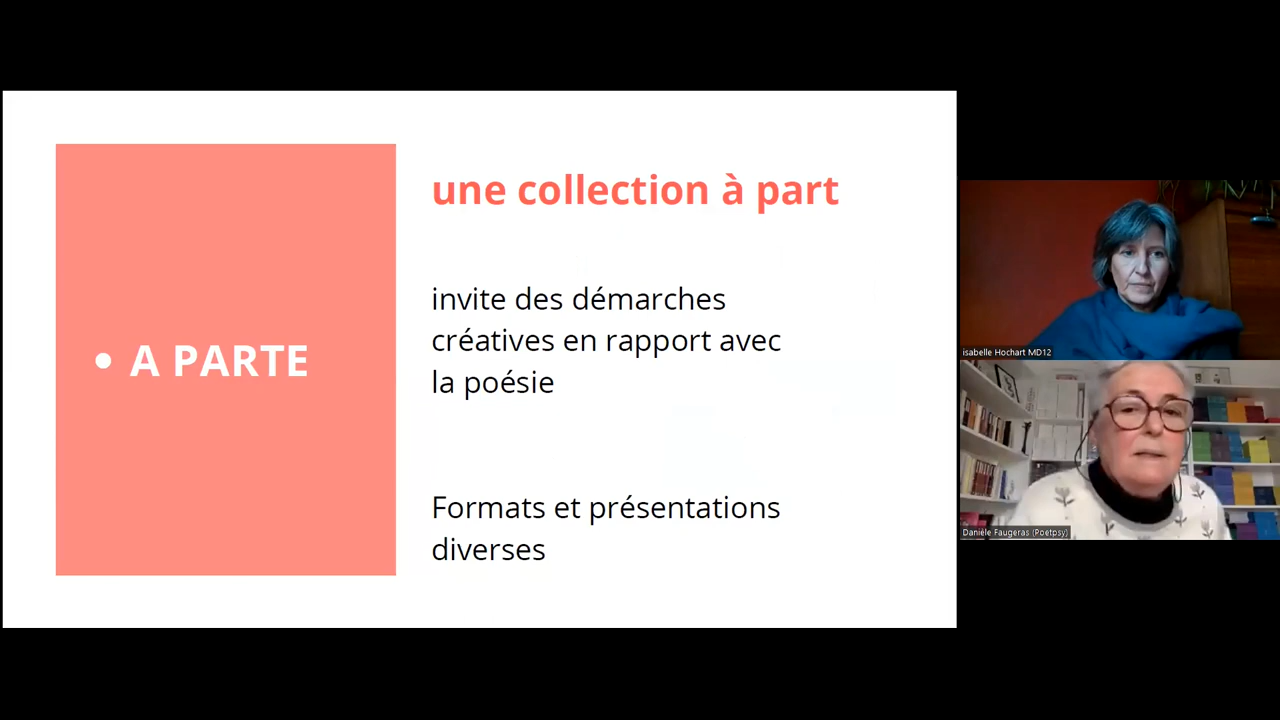 • A PARTE
une collection à part
invite des démarches
créatives en rapport avec
la poésie
Formats et présentations
diverses
isabelle Hochart MD12
Danièle Faugeras (Poetpsy)